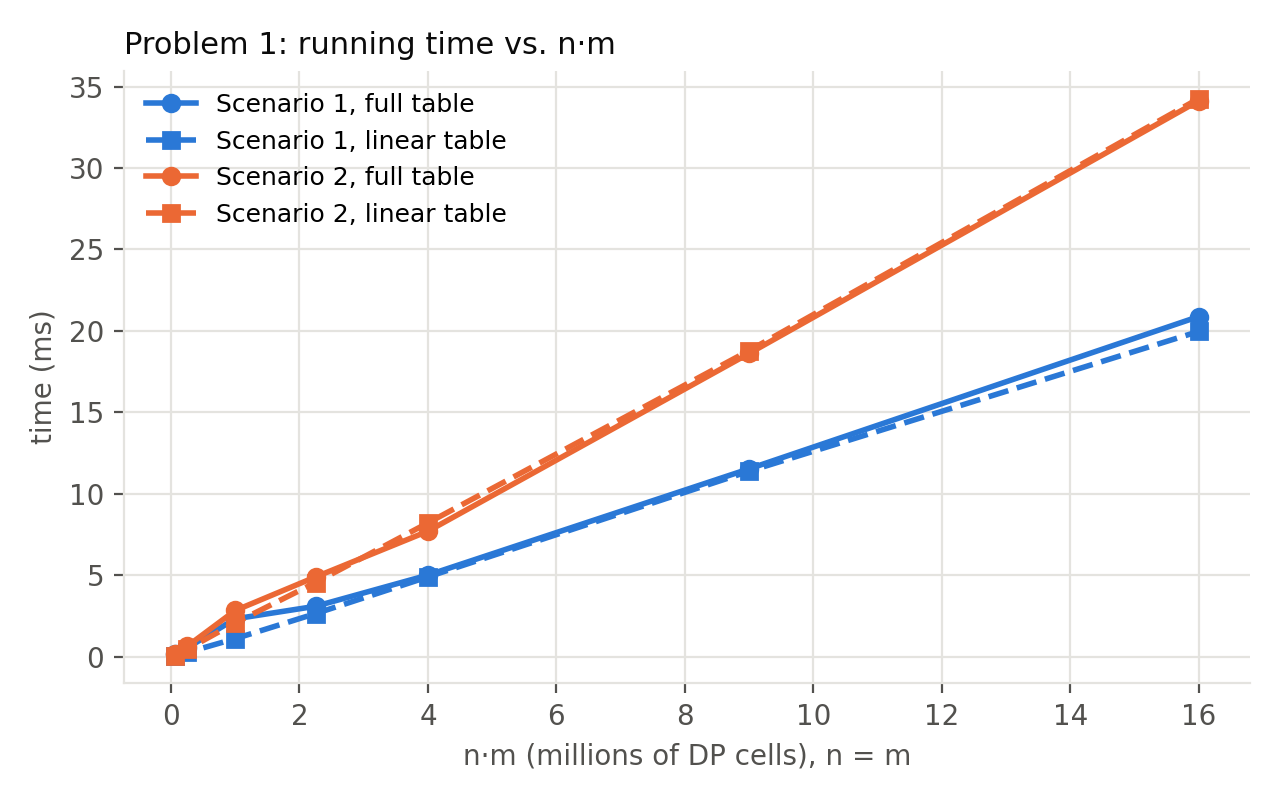 Problem 1: running time vs. n·m
Scenario 1, full table
Scenario 1, linear table
Scenario 2, full table
Scenario 2, linear table
35
30
25
20
15
10
5
0
time (ms)
0 2 4 6 8 10 12 14 16
n·m (millions of DP cells), n = m